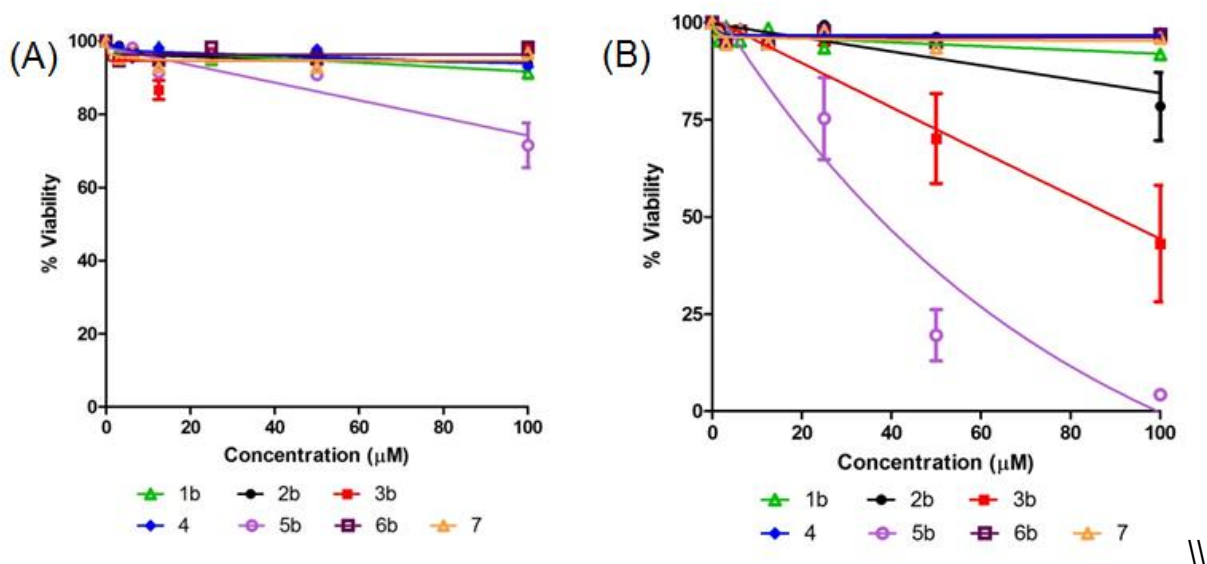 (A)
100
80
60
40
20
0
% Viability
0 20 40 60 80 100
Concentration (μM)
1b 2b 3b
4 5b 6b 7
(B)
100
75
50
25
0
% Viability
0 20 40 60 80 100
Concentration (μM)
1b 2b 3b
4 5b 6b 7
\\